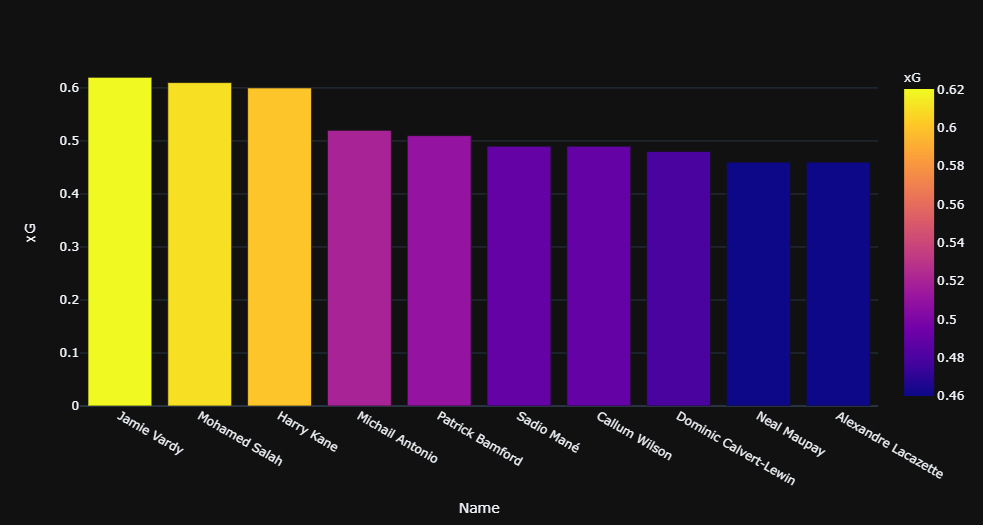 xG
0.6
0.5
0.4
0.3
0.2
0.1
0
Jamie Vardy
Mohamed Salah
Harry Kane
Michail Antonio
Patrick Bamford
Sadio Mané
Callum Wilson
Dominic Calvert-Lewin
Neal Maupay
Alexandre Lacazette
Name
xG
0.62
0.6
0.58
0.56
0.54
0.52
0.5
0.48
0.46